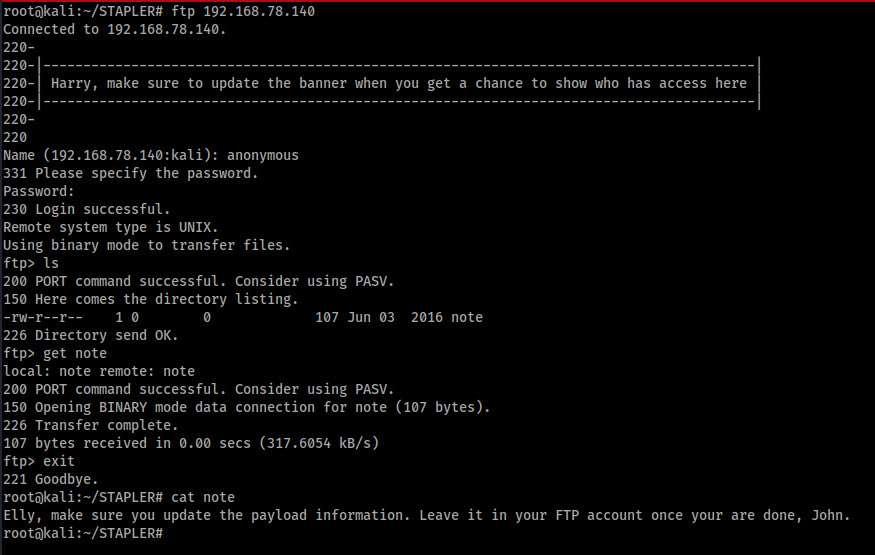 root@kali:~/STAPLER# ftp 192.168.78.140
Connected to 192.168.78.140.
220-
220-|-----------------------------------------------------------------------------------------|
220-| Harry, make sure to update the banner when you get a chance to show who has access here |
220-|-----------------------------------------------------------------------------------------|
220-
220
Name (192.168.78.140:kali): anonymous
331 Please specify the password.
Password:
230 Login successful.
Remote system type is UNIX.
Using binary mode to transfer files.
ftp> ls
200 PORT command successful. Consider using PASV.
150 Here comes the directory listing.
-rw-r--r--    1 0        0             107 Jun 03  2016 note
226 Directory send OK.
ftp> get note
local: note remote: note
200 PORT command successful. Consider using PASV.
150 Opening BINARY mode data connection for note (107 bytes).
226 Transfer complete.
107 bytes received in 0.00 secs (317.6054 kB/s)
ftp> exit
221 Goodbye.
root@kali:~/STAPLER# cat note
Elly, make sure you update the payload information. Leave it in your FTP account once your are done, John.
root@kali:~/STAPLER#